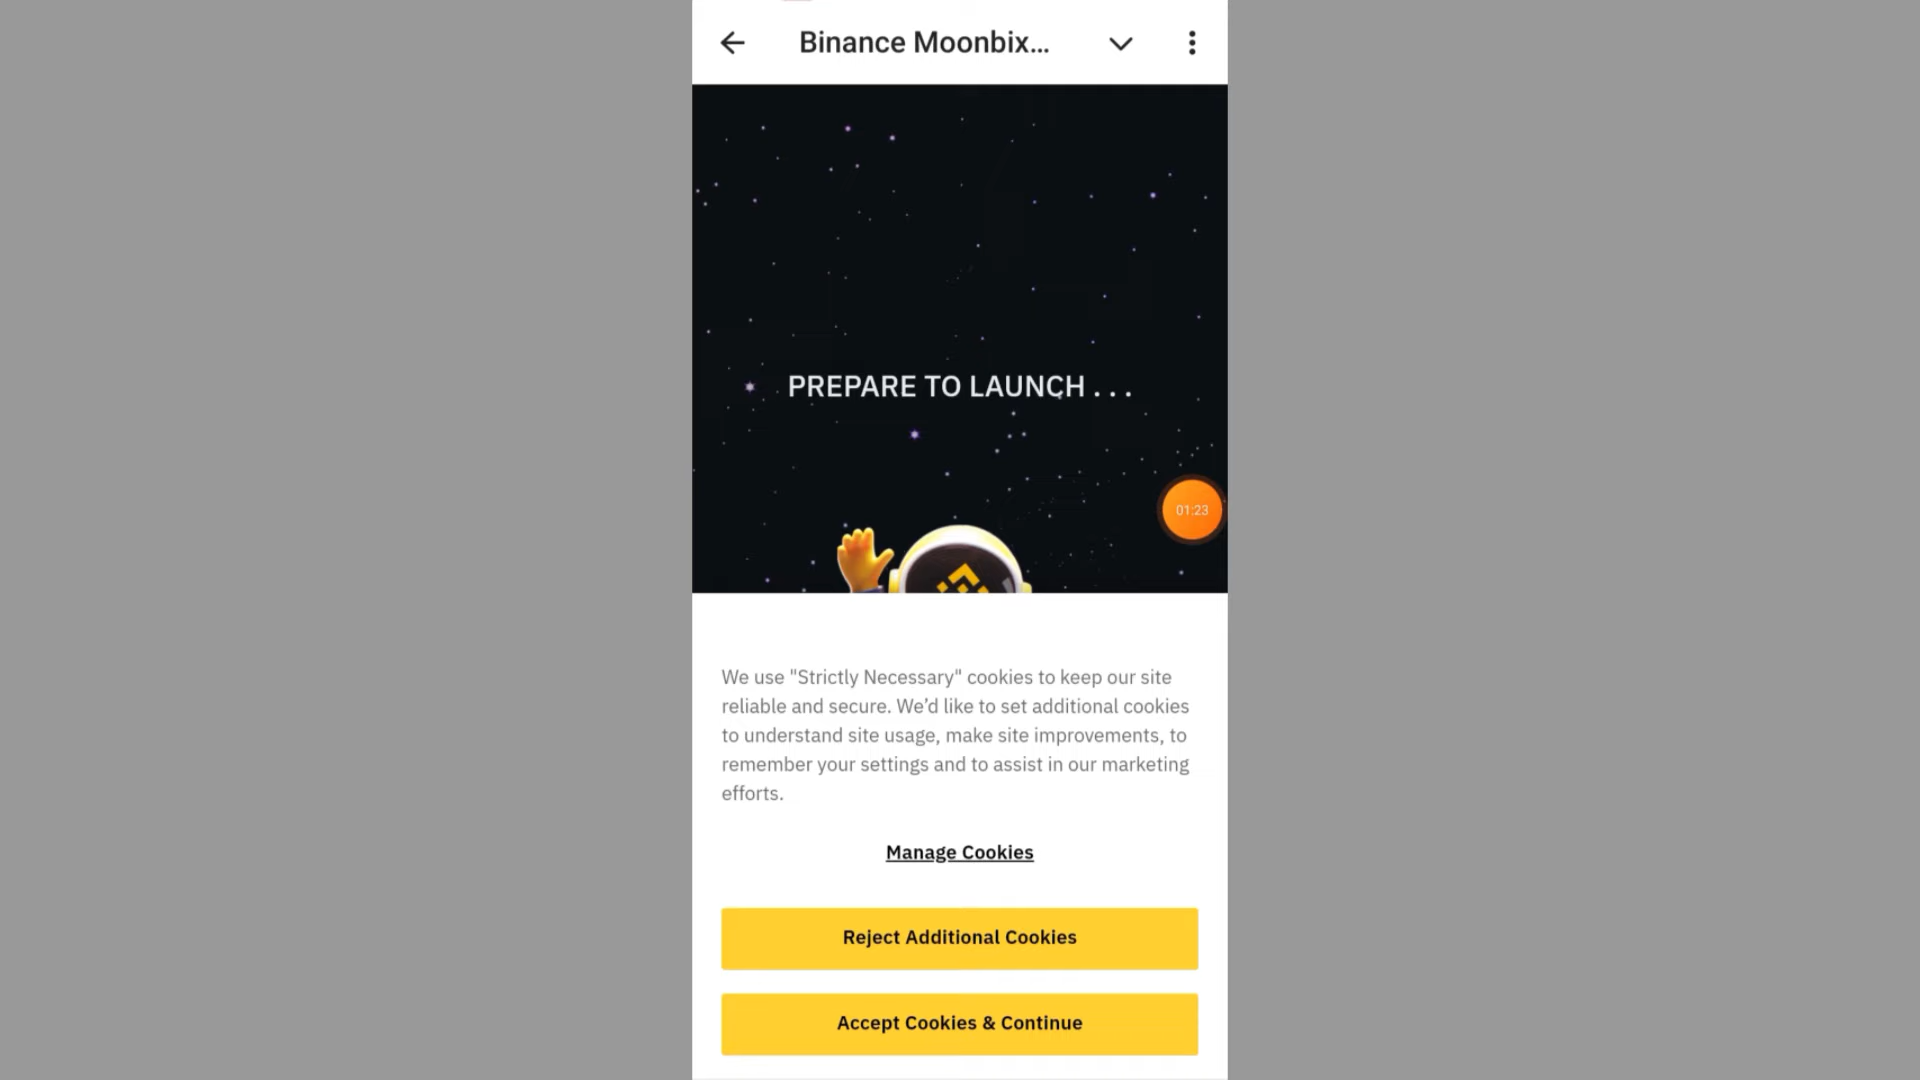 Binance Moonbix...
PREPARE TO LAUNCH . . .
01:23
We use "Strictly Necessary" cookies to keep our site
reliable and secure. We’d like to set additional cookies
to understand site usage, make site improvements, to
remember your settings and to assist in our marketing
efforts.
Manage Cookies
Reject Additional Cookies
Accept Cookies & Continue